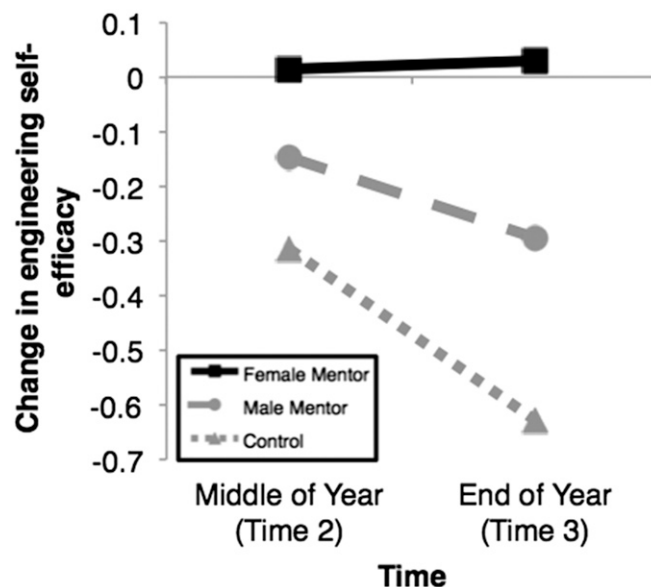 Change in engineering self-
efficacy
0.1
0
-0.1
-0.2
-0.3
-0.4
-0.5
-0.6
-0.7
Female Mentor
Male Mentor
Control
Middle of Year
(Time 2)
End of Year
(Time 3)
Time